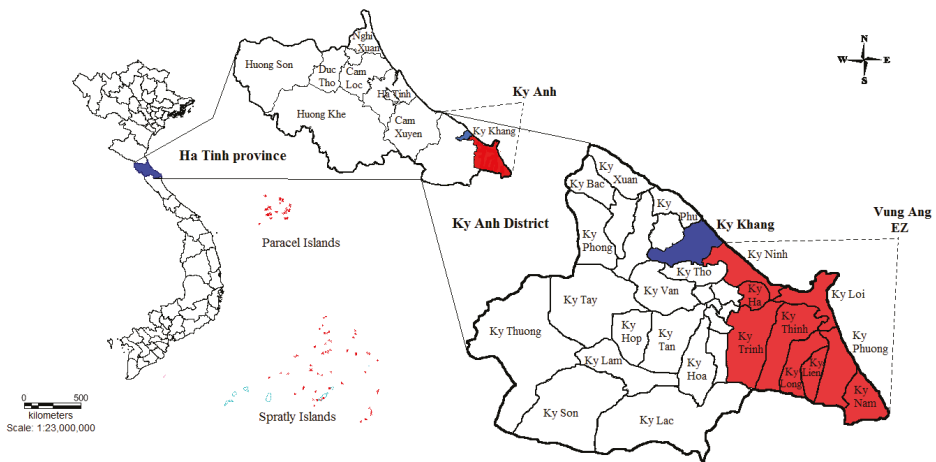 N
W E
S
Nghi
Xuan
Huong Son
Duc
Tho
Cam
Loc
Ha Tinh
Huong Khe
Cam
Xuyen
Ky Anh
Ky Khang
Ha Tinh province
Paracel Islands
Spratly Islands
0 500
kilometers
Scale: 1:23,000,000
Ky Anh District
Ky Khang
Vung Ang
EZ
Ky
Xuan
Ky Bac
Ky
Phu
Ky
Phong
Ky Ninh
Ky Tho
Ky
Ha
Ky Loi
Ky Tay
Ky Van
Ky Thuong
Ky
Hop
Ky
Tan
Ky
Trinh
Ky
Thinh
Ky
Phuong
Ky Lam
Ky
Hoa
Ky
Long
Ky
Lien
Ky
Nam
Ky Son
Ky Lac